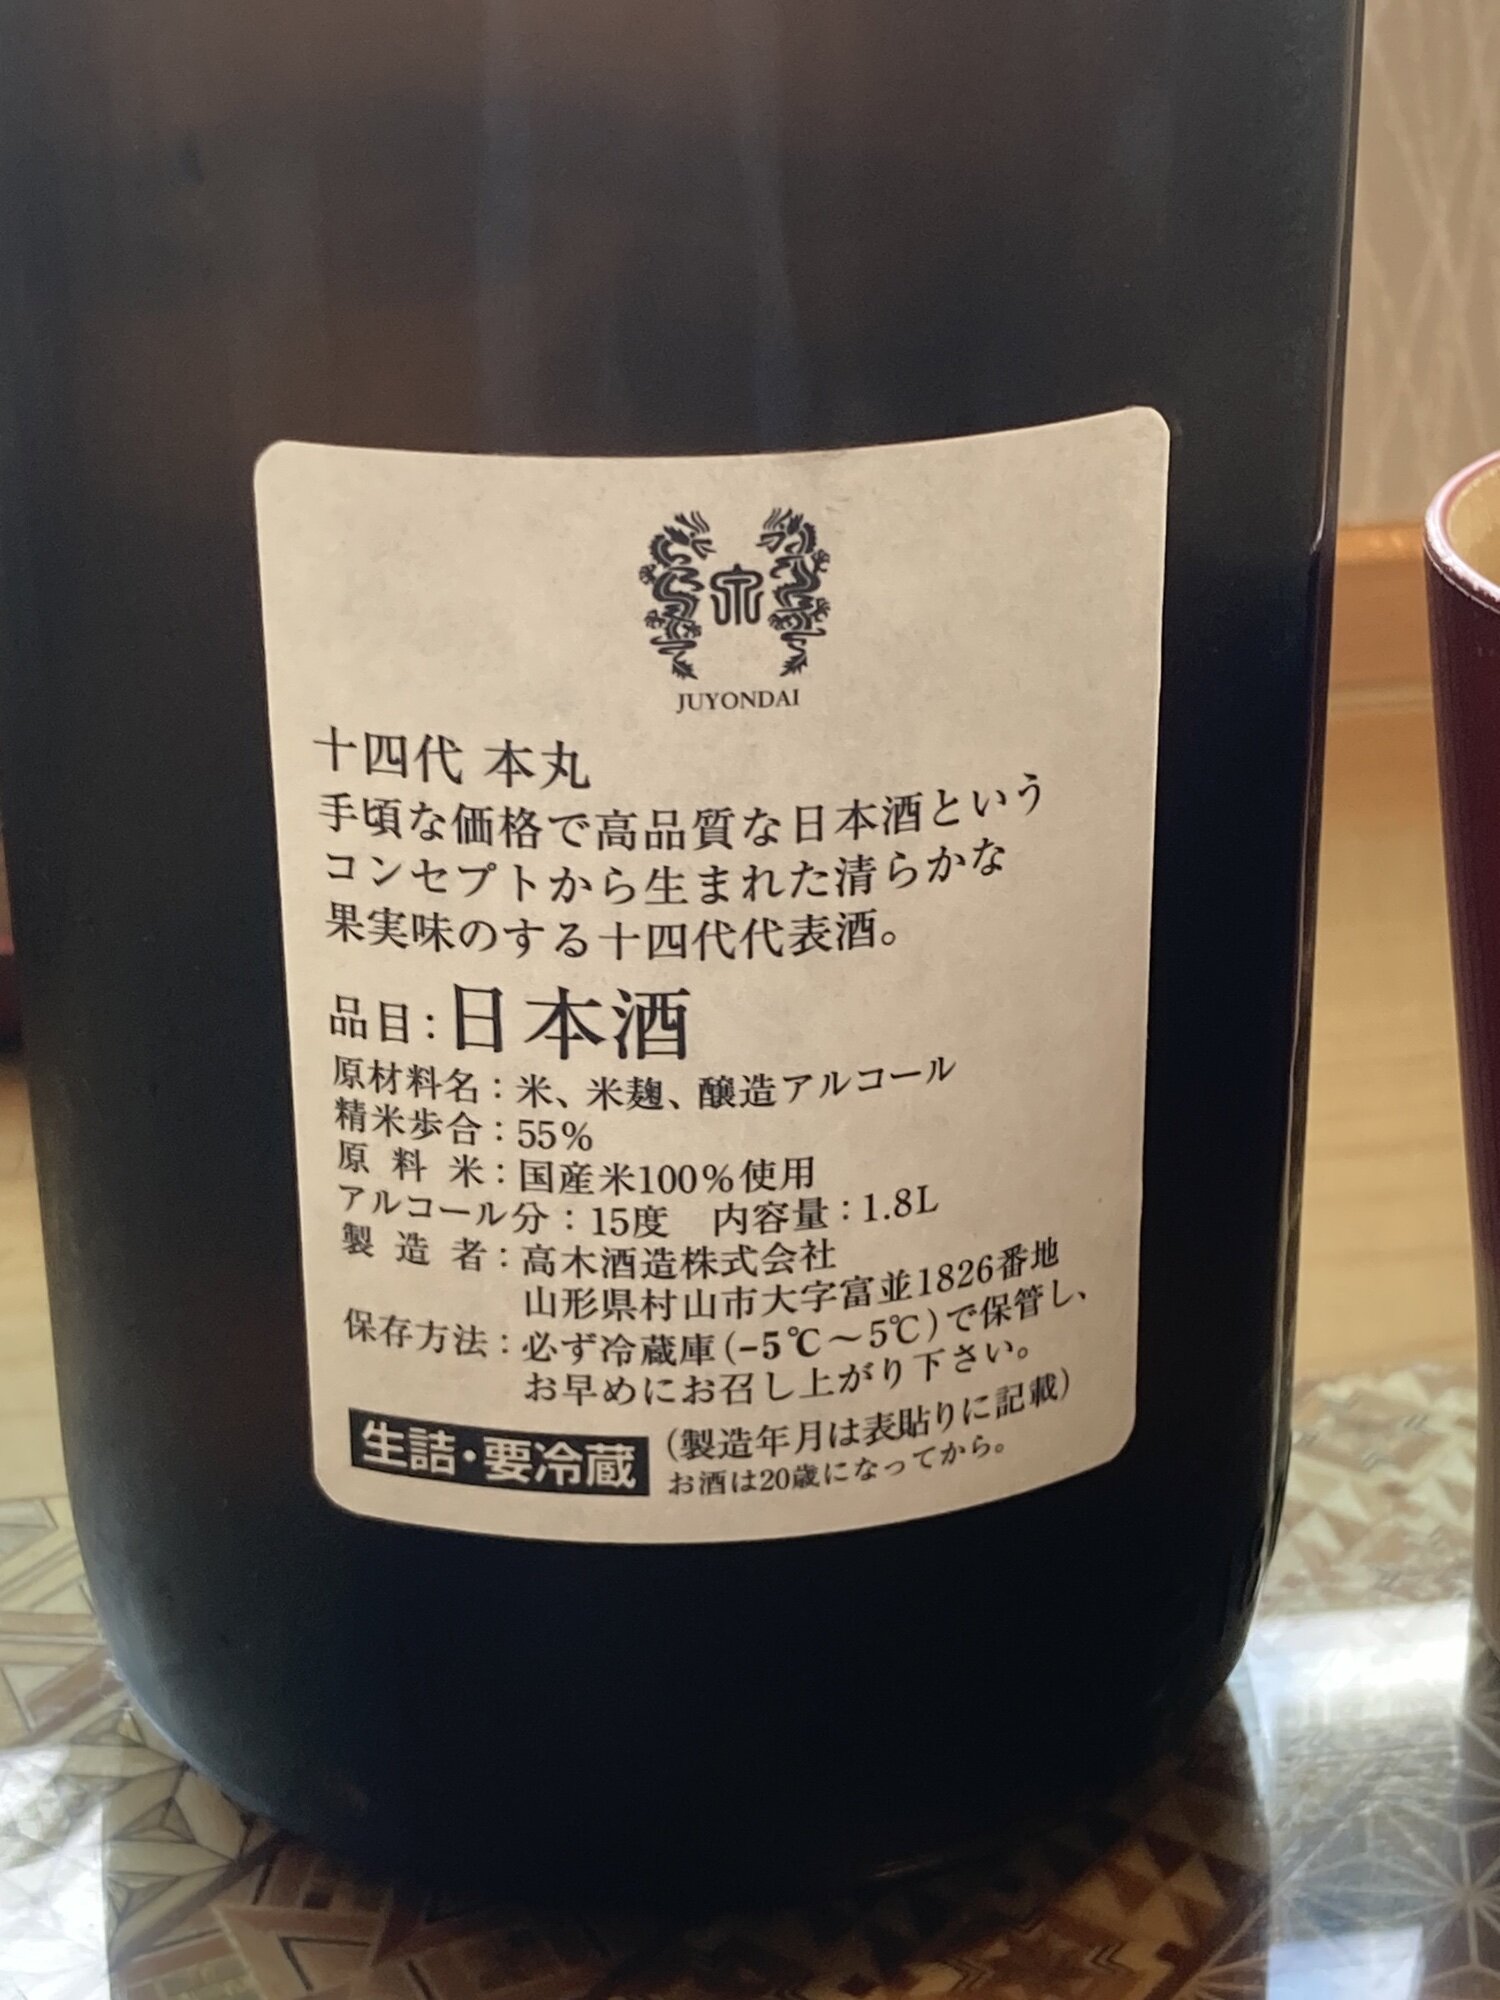 JUYONDAI
十四代 本丸
手頃な価格で高品質な日本酒という
コンセプトから生まれた清らかな
果実味のする十四代代表酒。
品目：日本酒
原材料名：米、米麹、醸造アルコール
精米歩合：55%
原料米：国産米100%使用
アルコール分：15度　内容量：1.8L
製造者：高木酒造株式会社
山形県村山市大字富並1826番地
保存方法：必ず冷蔵庫(-5℃～5℃)で保管し、
お早めにお召し上がり下さい。
生詰・要冷蔵 (製造年月は表貼りに記載)
お酒は20歳になってから。